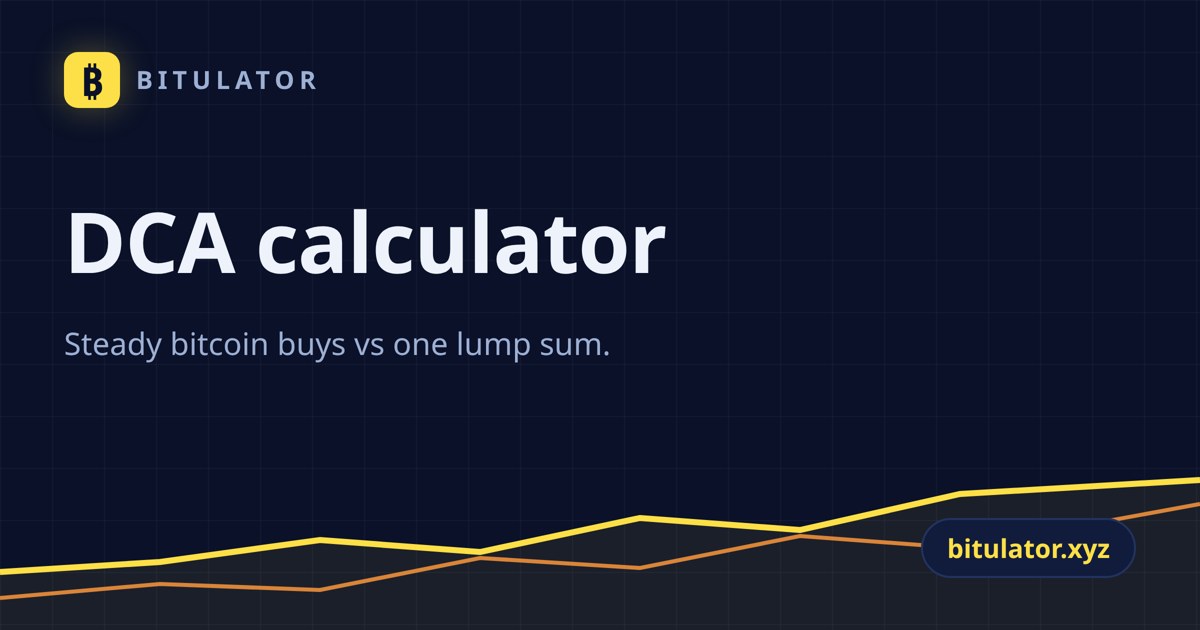 BITULATOR
DCA calculator
Steady bitcoin buys vs one lump sum.
bitulator.xyz